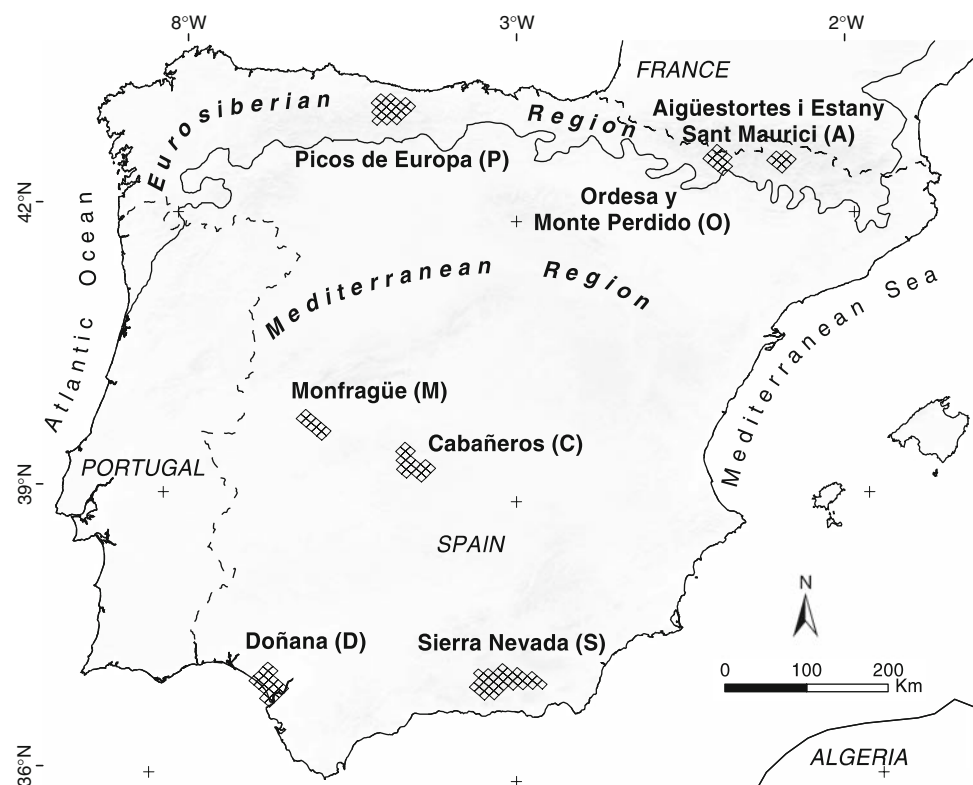 8°W
3°W
2°W
FRANCE
Eurosiberian Region
Aigüestortes i Estany
Sant Maurici (A)
Picos de Europa (P)
42°N
Ordesa y
Monte Perdido (O)
Atlantic Ocean
Mediterranean Region
Mediterranean Sea
Monfragüe (M)
Cabañeros (C)
39°N
PORTUGAL
SPAIN
N
Doñana (D)
Sierra Nevada (S)
0 100 200
Km
36°N
ALGERIA